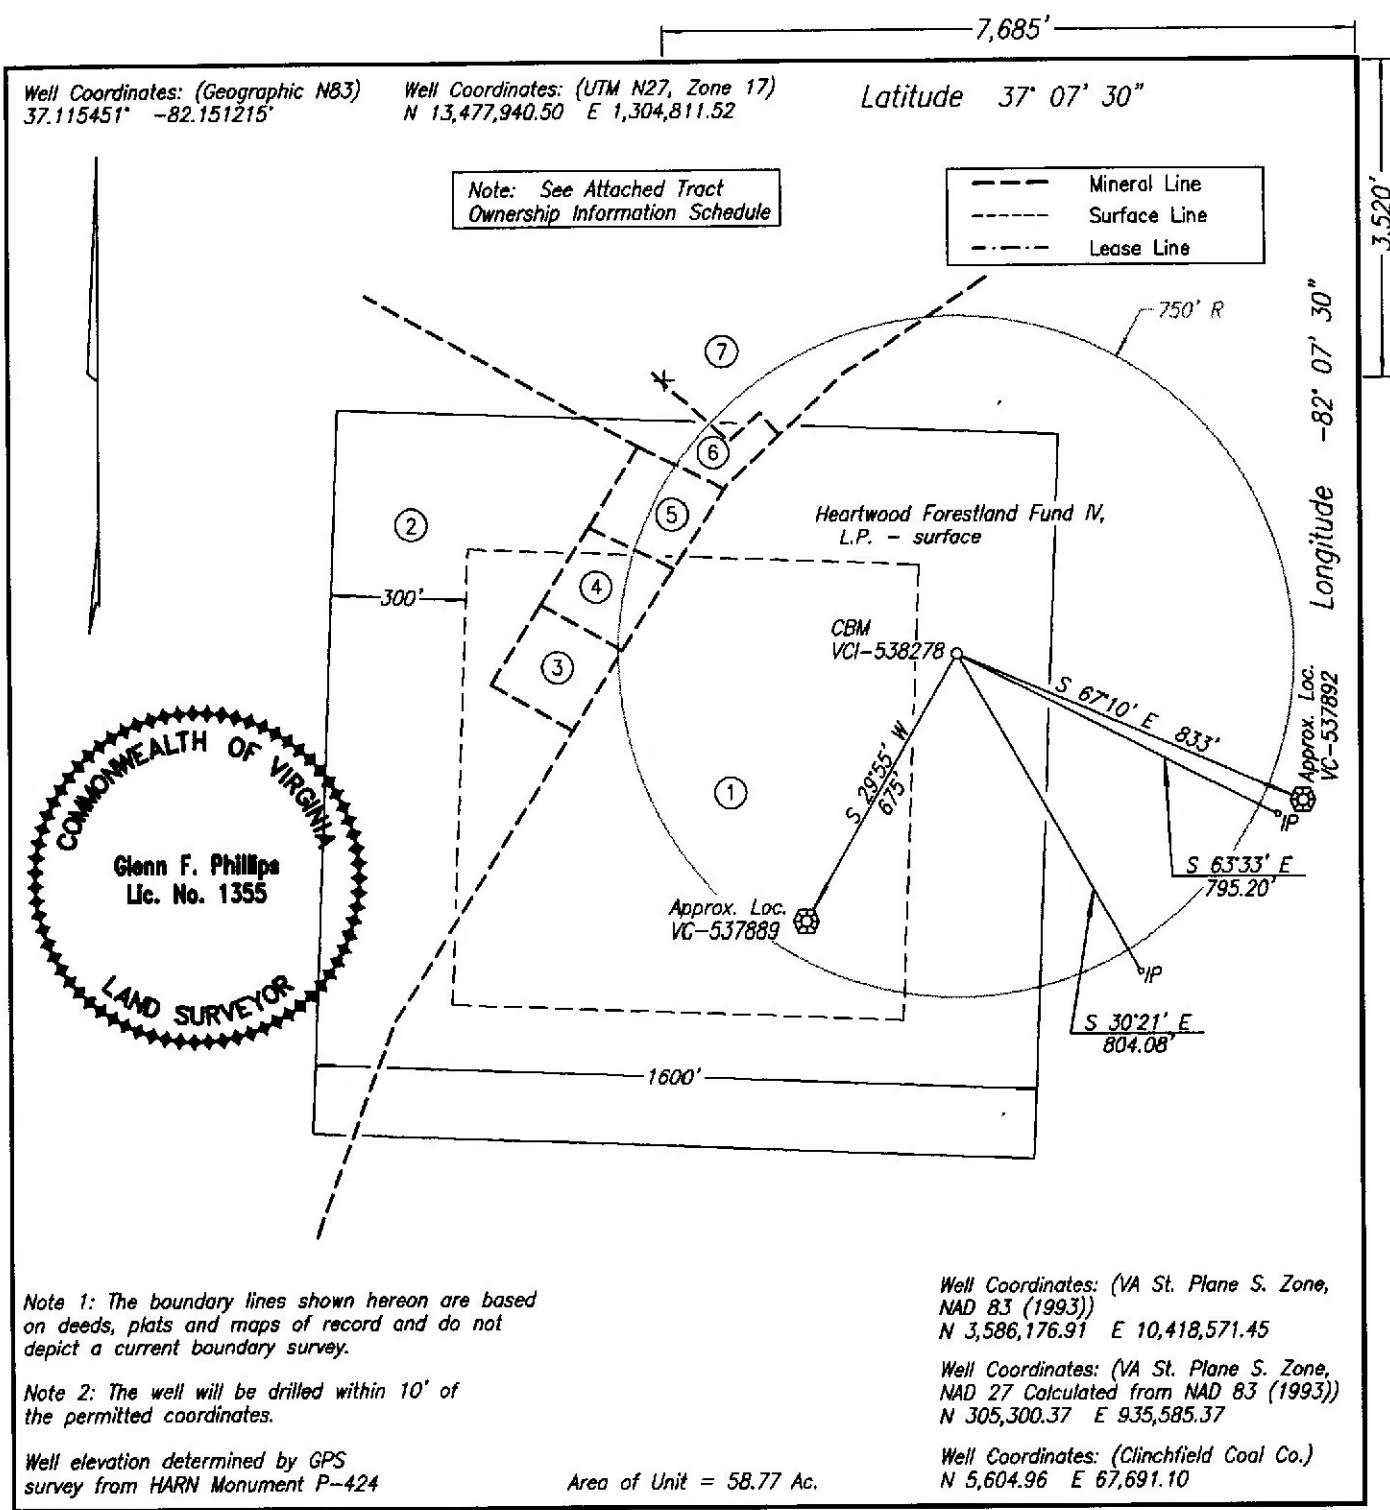 7,685'
Well Coordinates: (Geographic N83)
37.115451° -82.151215°
Well Coordinates: (UTM N27, Zone 17)
N 13,477,940.50 E 1,304,811.52
Latitude 37° 07' 30"
3,520'
Note: See Attached Tract
Ownership Information Schedule
Mineral Line
Surface Line
Lease Line
750' R
Longitude -82° 07' 30"
7
6
5
2
4
3
1
Heartwood Forestland Fund IV,
L.P. - surface
300'
CBM
VCI-538278
S 67°10' E 833'
Approx. Loc.
VC-537892
IP
S 63°33' E
795.20'
S 29°55' W
675'
Approx. Loc.
VC-537889
IP
S 30°21' E
804.08'
1600'
COMMONWEALTH OF VIRGINIA
Glenn F. Phillips
Lic. No. 1355
LAND SURVEYOR
Note 1: The boundary lines shown hereon are based
on deeds, plats and maps of record and do not
depict a current boundary survey.
Note 2: The well will be drilled within 10' of
the permitted coordinates.
Well elevation determined by GPS
survey from HARN Monument P-424
Area of Unit = 58.77 Ac.
Well Coordinates: (VA St. Plane S. Zone,
NAD 83 (1993))
N 3,586,176.91 E 10,418,571.45
Well Coordinates: (VA St. Plane S. Zone,
NAD 27 Calculated from NAD 83 (1993))
N 305,300.37 E 935,585.37
Well Coordinates: (Clinchfield Coal Co.)
N 5,604.96 E 67,691.10